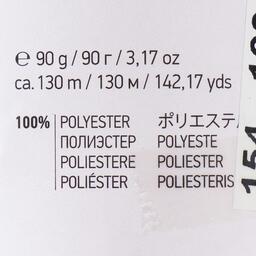 ℮ 90 g / 90 г / 3,17 oz
ca. 130 m / 130 м / 142,17 yds
100% POLYESTER ポリエステル
ПОЛИЭСТЕР POLYESTE
POLIESTERE POLIESTER
POLIÉSTER POLIESTERIS
154